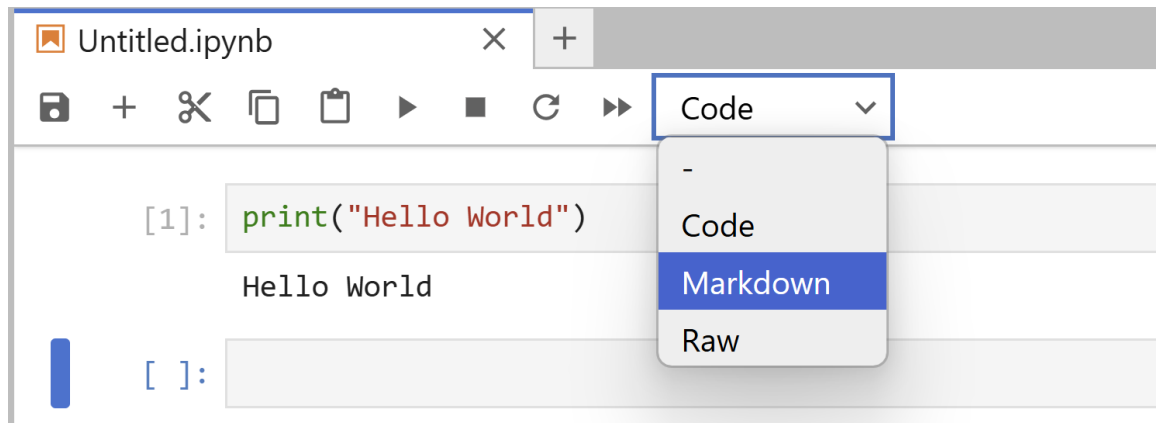 Untitled.ipynb
Code
-
Code
Markdown
Raw
[1]: print("Hello World")
Hello World
[ ]: